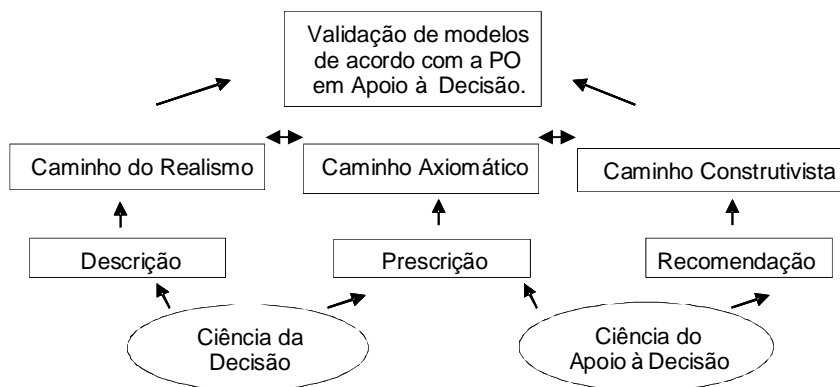 Validação de modelos
de acordo com a PO
em Apoio à Decisão.
Caminho do Realismo
Caminho Axiomático
Caminho Construtivista
Descrição
Prescrição
Recomendação
Ciência da
Decisão
Ciência do
Apoio à Decisão